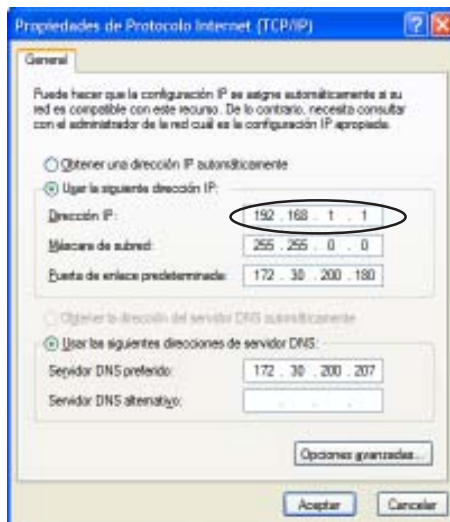 Propiedades de Protocolo Internet (TCP/IP)
General
Puede hacer que la configuración IP se asigne automáticamente si su
red es compatible con este recurso. De lo contrario, necesita consultar
con el administrador de la red cuál es la configuración IP apropiada.
Obtener una dirección IP automáticamente
Usar la siguiente dirección IP:
Dirección IP: 192 . 168 . 1 . 1
Máscara de subred: 255 . 255 . 0 . 0
Puerta de enlace predeterminada: 172 . 30 . 200 . 180
Obtener la dirección del servidor DNS automáticamente
Usar las siguientes direcciones de servidor DNS:
Servidor DNS preferido: 172 . 30 . 200 . 207
Servidor DNS alternativo: . . .
Opciones avanzadas...
Aceptar Cancelar